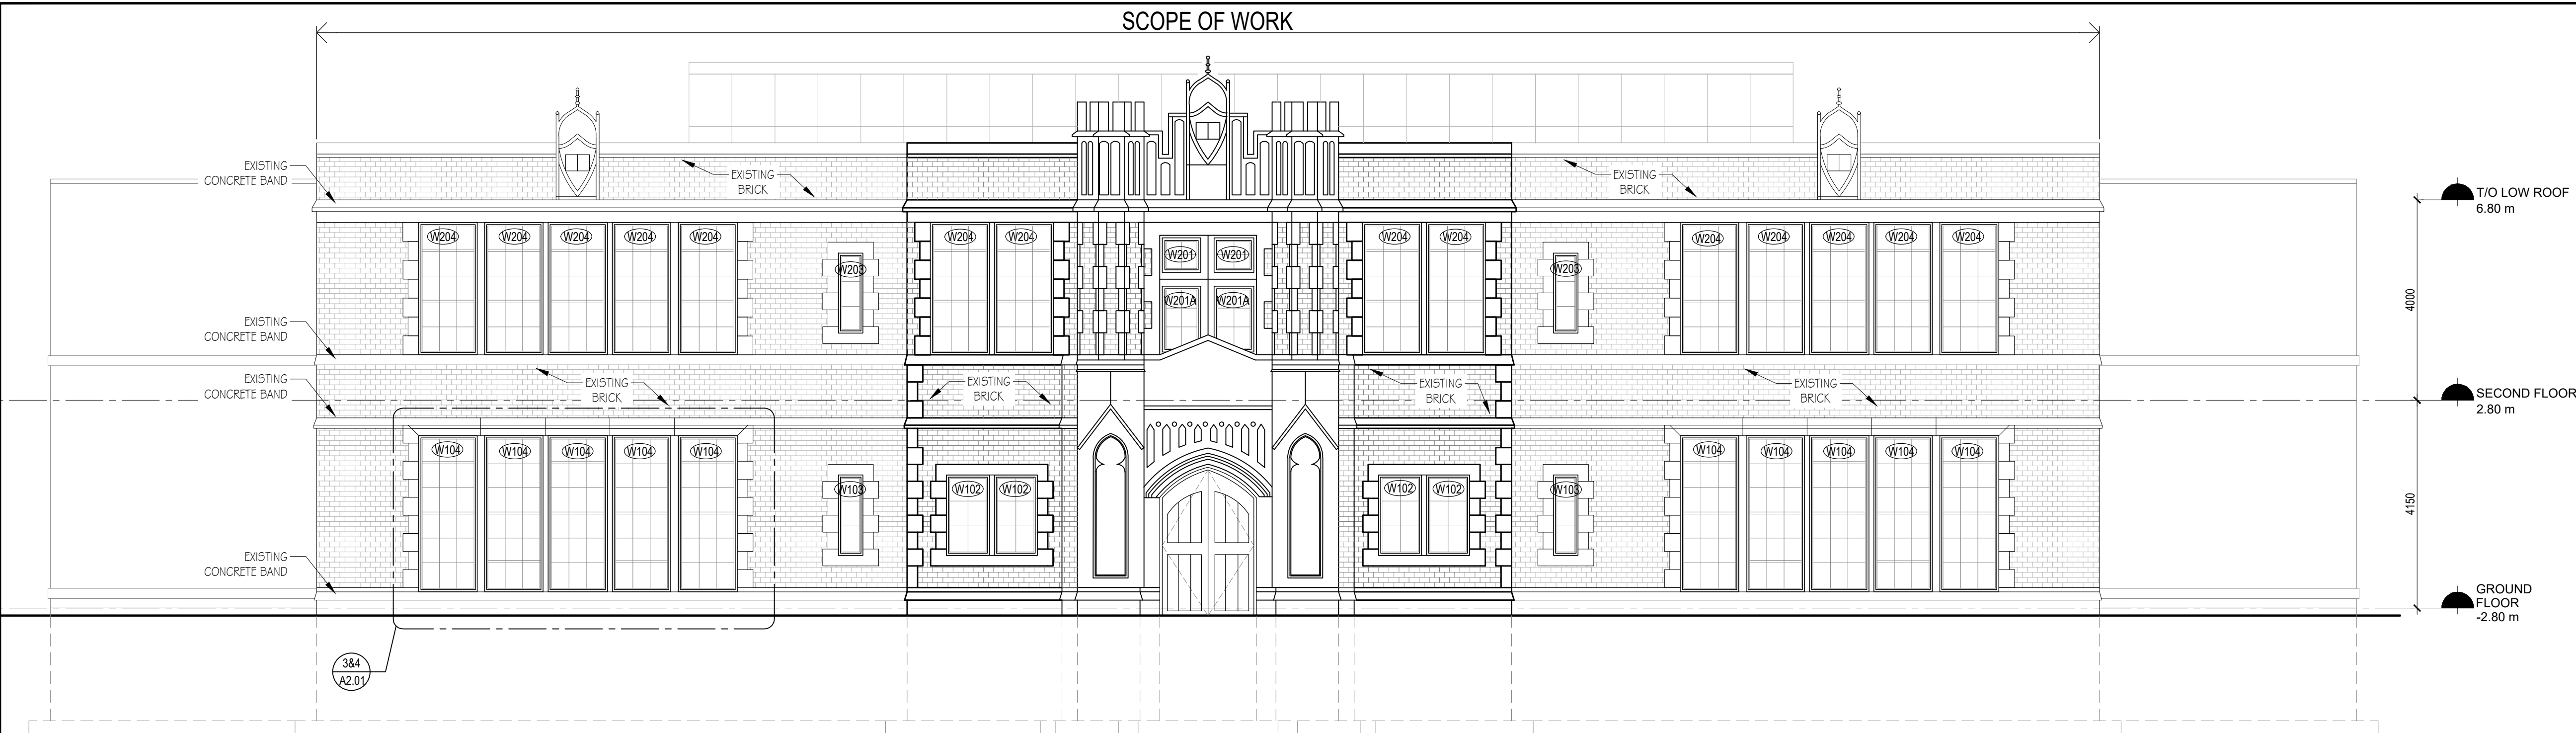 SCOPE OF WORK
EXISTING
CONCRETE BAND
EXISTING
BRICK
EXISTING
BRICK
T/O LOW ROOF
6.80 m
W204
W204
W204
W204
W204
W203
W204
W204
W201
W201
W204
W204
W203
W204
W204
W204
W204
W204
W201A
W201A
4000
EXISTING
CONCRETE BAND
EXISTING
CONCRETE BAND
EXISTING
BRICK
EXISTING
BRICK
EXISTING
BRICK
EXISTING
BRICK
SECOND FLOOR
2.80 m
W104
W104
W104
W104
W104
W103
W102
W102
W102
W102
W103
W104
W104
W104
W104
W104
4150
EXISTING
CONCRETE BAND
GROUND
FLOOR
-2.80 m
3&4
A2.01